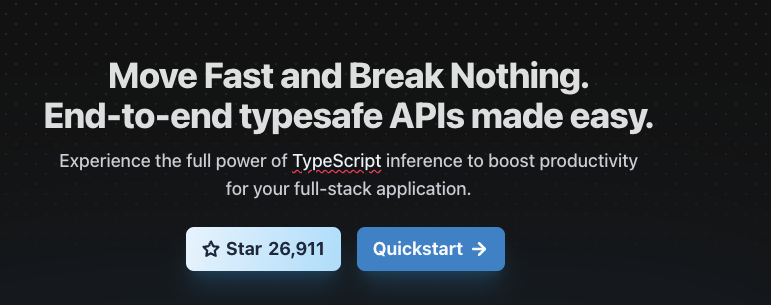 Move Fast and Break Nothing.
End-to-end typesafe APIs made easy.
Experience the full power of TypeScript inference to boost productivity
for your full-stack application.
Star 26,911
Quickstart